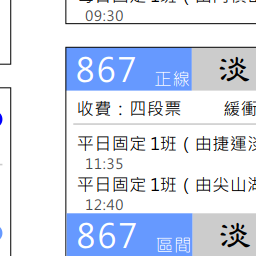 09:30
867 正線 淡
收費：四段票 緩衝
平日固定 1班（由捷運淡
11:35
平日固定 1班（由尖山湖
12:40
867 區間 淡